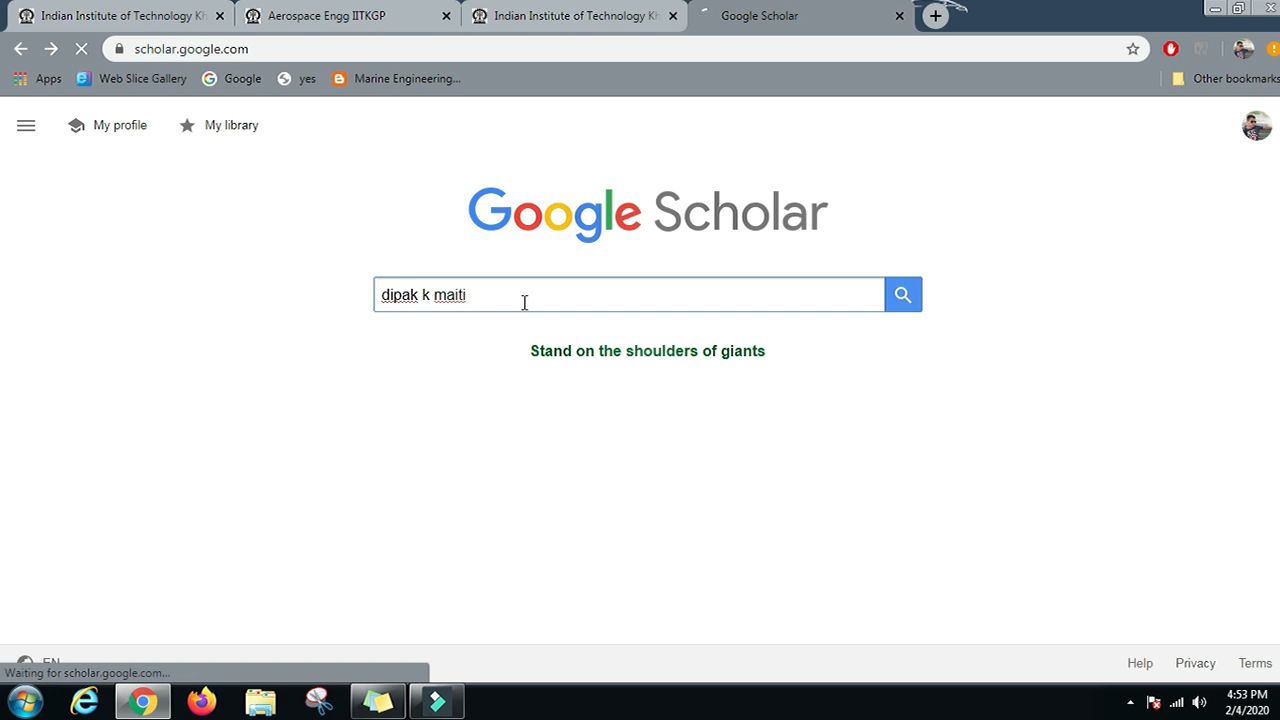 Indian Institute of Technology Kh
Aerospace Engg IITKGP
Indian Institute of Technology Kh
Google Scholar
scholar.google.com
Apps
Web Slice Gallery
Google
yes
Marine Engineering...
Other bookmarks
My profile
My library
Google Scholar
dipak k maiti
Stand on the shoulders of giants
EN
Help
Privacy
Terms
Waiting for scholar.google.com...
4:53 PM
2/4/2020